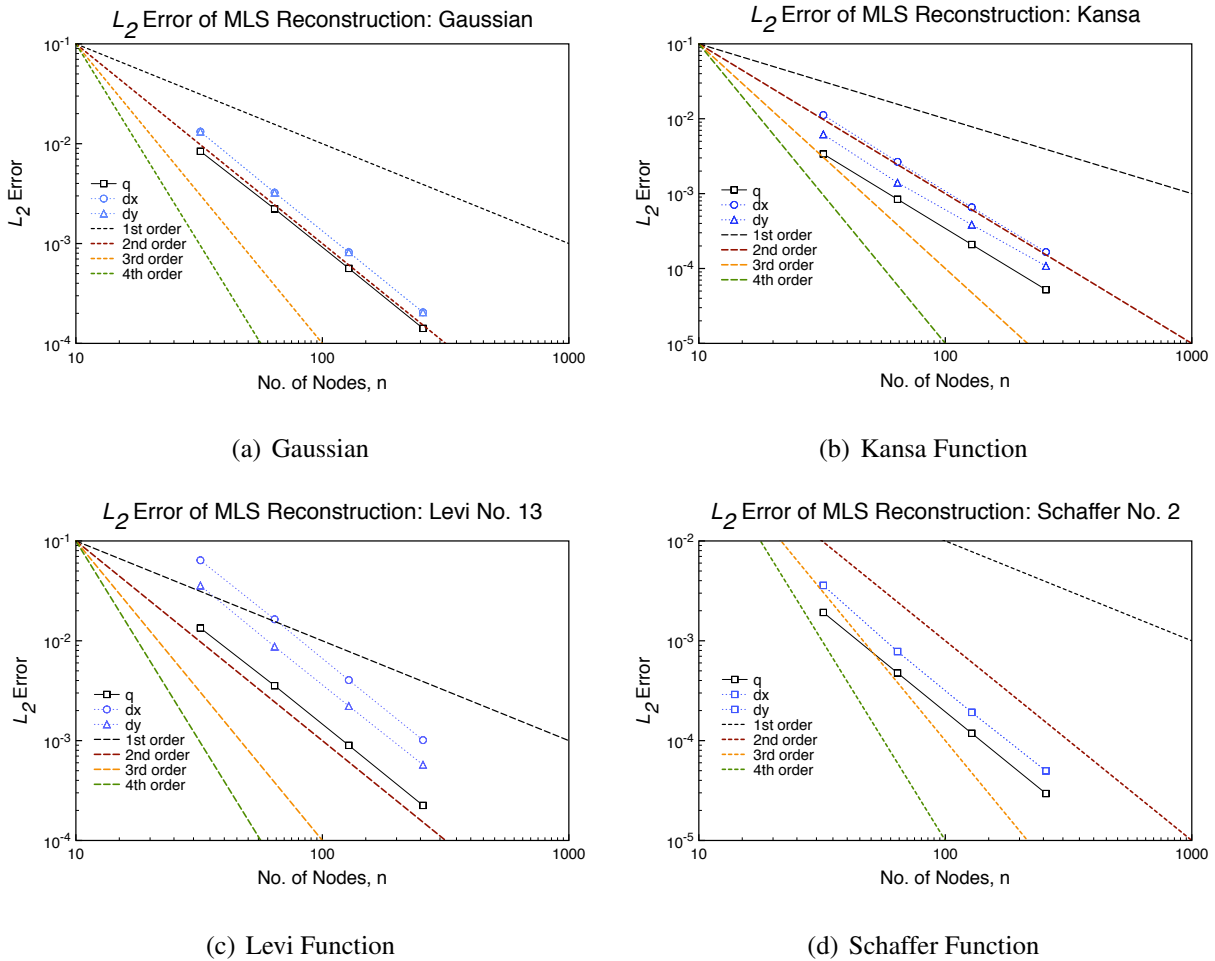 L2 Error of MLS Reconstruction: Gaussian
10-1
10-2
10-3
10-4
L2 Error
q
dx
dy
1st order
2nd order
3rd order
4th order
10
100
1000
No. of Nodes, n
(a) Gaussian
L2 Error of MLS Reconstruction: Kansa
10-1
10-2
10-3
10-4
10-5
L2 Error
q
dx
dy
1st order
2nd order
3rd order
4th order
10
100
1000
No. of Nodes, n
(b) Kansa Function
L2 Error of MLS Reconstruction: Levi No. 13
10-1
10-2
10-3
10-4
L2 Error
q
dx
dy
1st order
2nd order
3rd order
4th order
10
100
1000
No. of Nodes, n
(c) Levi Function
L2 Error of MLS Reconstruction: Schaffer No. 2
10-2
10-3
10-4
10-5
L2 Error
q
dx
dy
1st order
2nd order
3rd order
4th order
10
100
1000
No. of Nodes, n
(d) Schaffer Function